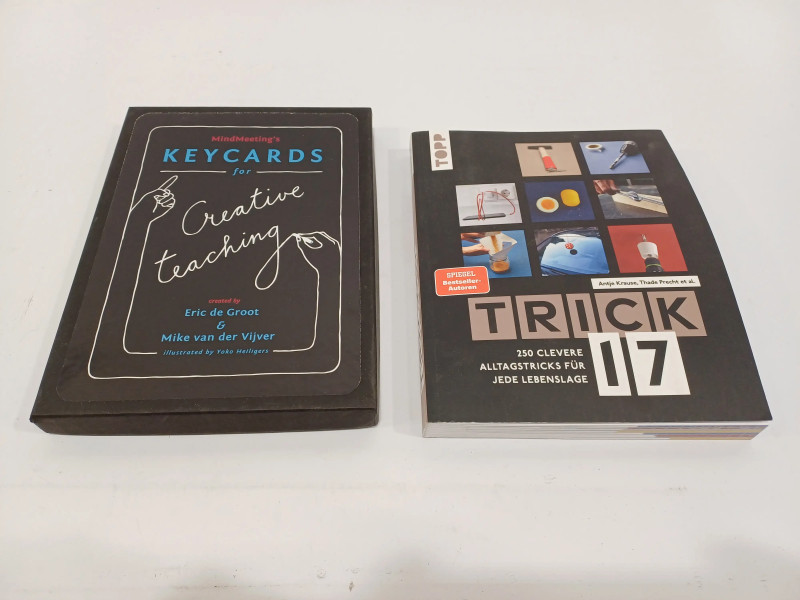 MindMeeting's
KEYCARDS
for
Creative
teaching
created by
Eric de Groot
&
Mike van der Vijver
illustrated by Yoko Heiligers
TOPP
SPIEGEL
Bestseller-
Autoren
Antje Krause, Thade Precht et al.
TRICK
17
250 CLEVERE
ALLTAGSTRICKS FÜR
JEDE LEBENSLAGE